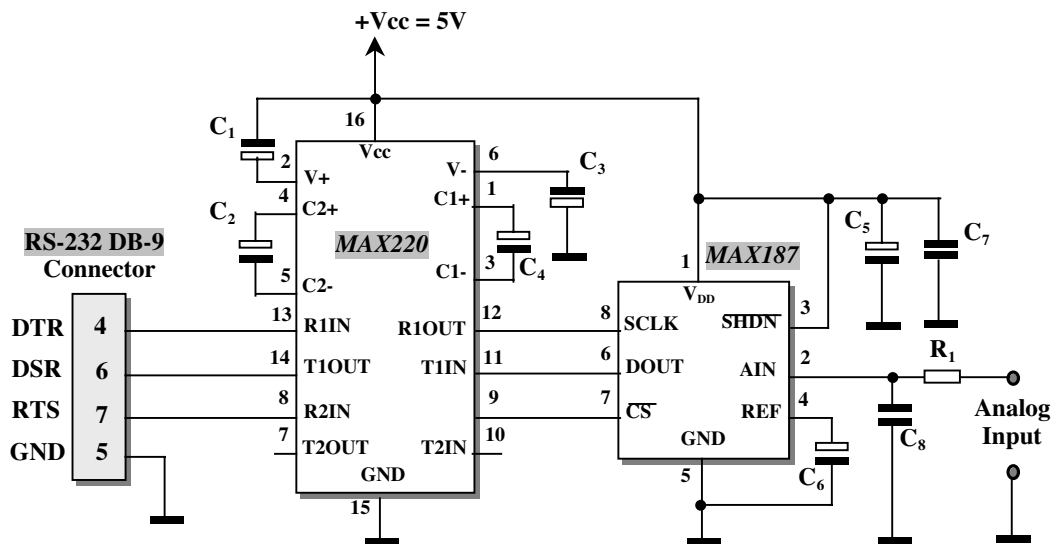 +Vcc = 5V
C1
16
Vcc
2
V+
4
C2+
C2
5
C2-
6
V-
1
C1+
3
C1-
C3
C4
MAX220
RS-232 DB-9
Connector
DTR 4
DSR 6
RTS 7
GND 5
13 R1IN
14 T1OUT
8 R2IN
7 T2OUT
R1OUT 12
T1IN 11
9
T2IN 10
GND
15
MAX187
1
VDD
8 SCLK
6 DOUT
7 CS
SHDN 3
AIN 2
REF 4
GND
5
C5
C7
R1
C6
C8
Analog
Input